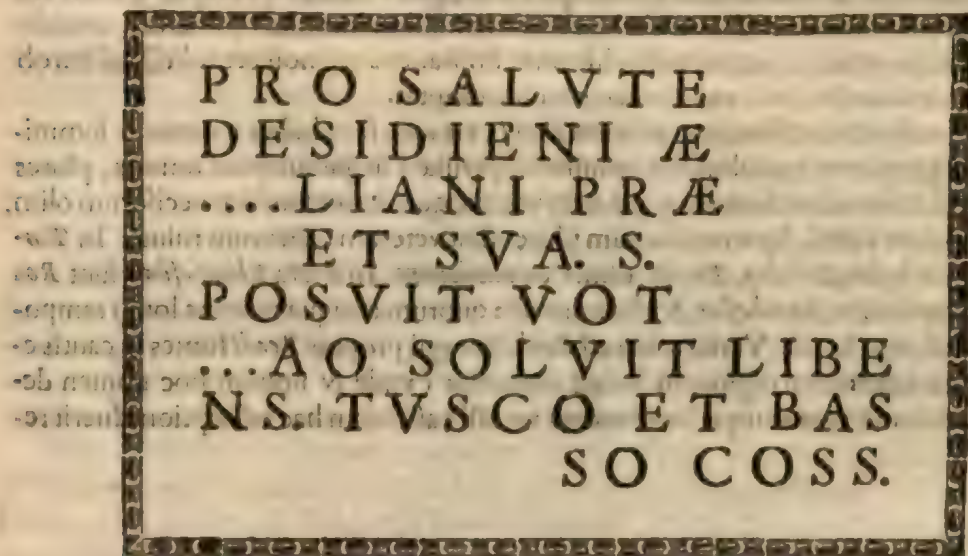 PRO SALVTE
DESIDIENI Æ
....LIANI PRÆ
ET SVA. S.
POSVIT VOT
...AO SOLVIT LIBE
NS. TVSCO ET BAS
SO COSS.